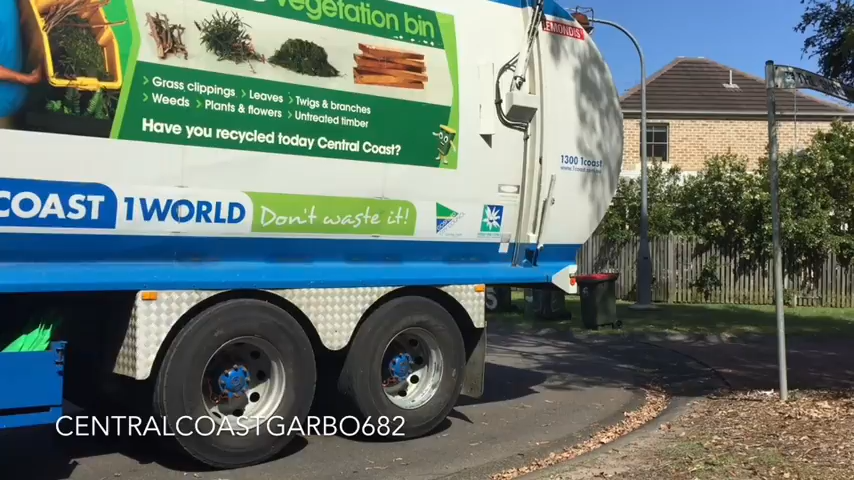 vegetation bin
EMONDIS
› Grass clippings › Leaves › Twigs & branches
› Weeds › Plants & flowers › Untreated timber
Have you recycled today Central Coast?
1300 1coast
COAST 1WORLD Don't waste it!
CENTRALCOASTGARBO682